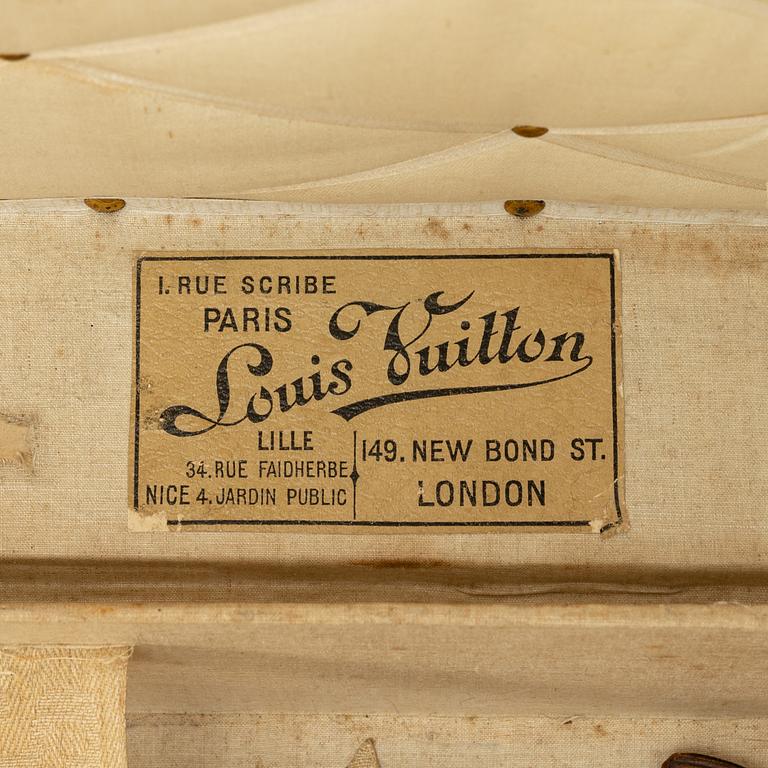 1. RUE SCRIBE
PARIS
Louis Vuitton
LILLE
34. RUE FAIDHERBE
NICE 4. JARDIN PUBLIC
149. NEW BOND ST.
LONDON